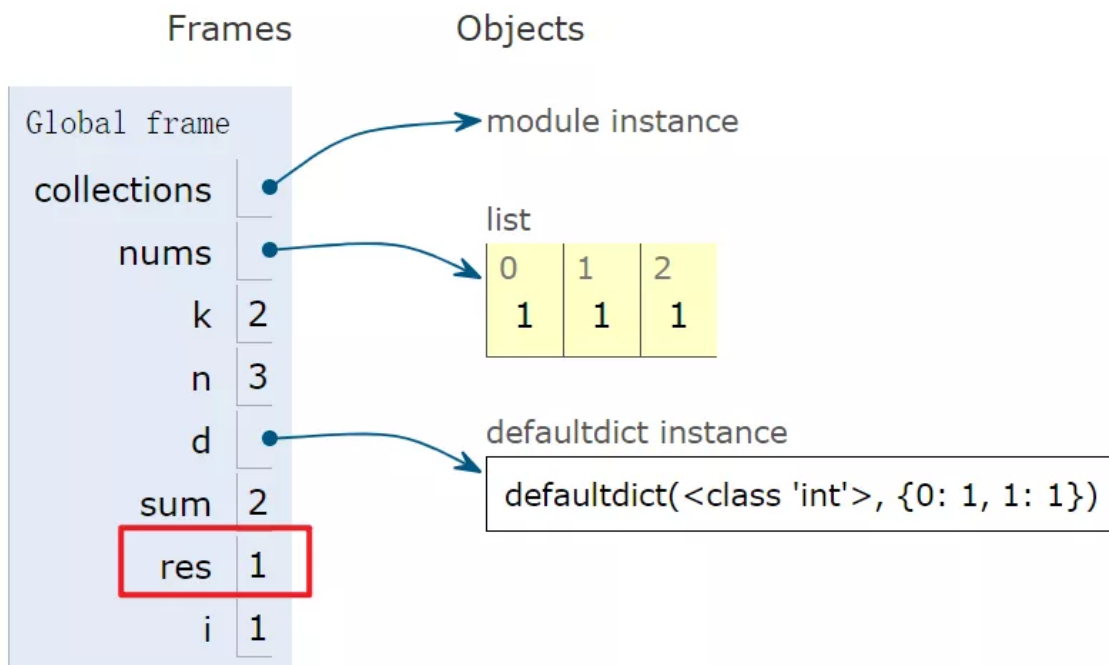 Frames Objects
Global frame
module instance
collections
list
nums
0 1 2
1 1 1
k 2
n 3
defaultdict instance
d
defaultdict(<class 'int'>, {0: 1, 1: 1})
sum 2
res 1
i 1